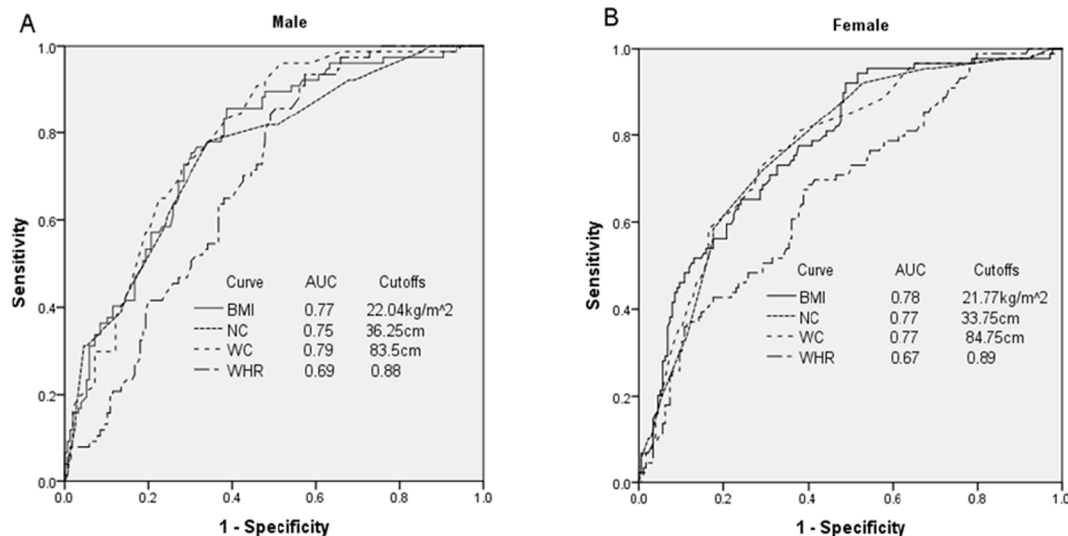 A
Male
Sensitivity
1.0
0.8
0.6
0.4
0.2
0.0
Curve AUC Cutoffs
BMI 0.77 22.04kg/m^2
NC 0.75 36.25cm
WC 0.79 83.5cm
WHR 0.69 0.88
0.0 0.2 0.4 0.6 0.8 1.0
1 - Specificity
B
Female
Sensitivity
1.0
0.8
0.6
0.4
0.2
0.0
Curve AUC Cutoffs
BMI 0.78 21.77kg/m^2
NC 0.77 33.75cm
WC 0.77 84.75cm
WHR 0.67 0.89
0.0 0.2 0.4 0.6 0.8 1.0
1 - Specificity